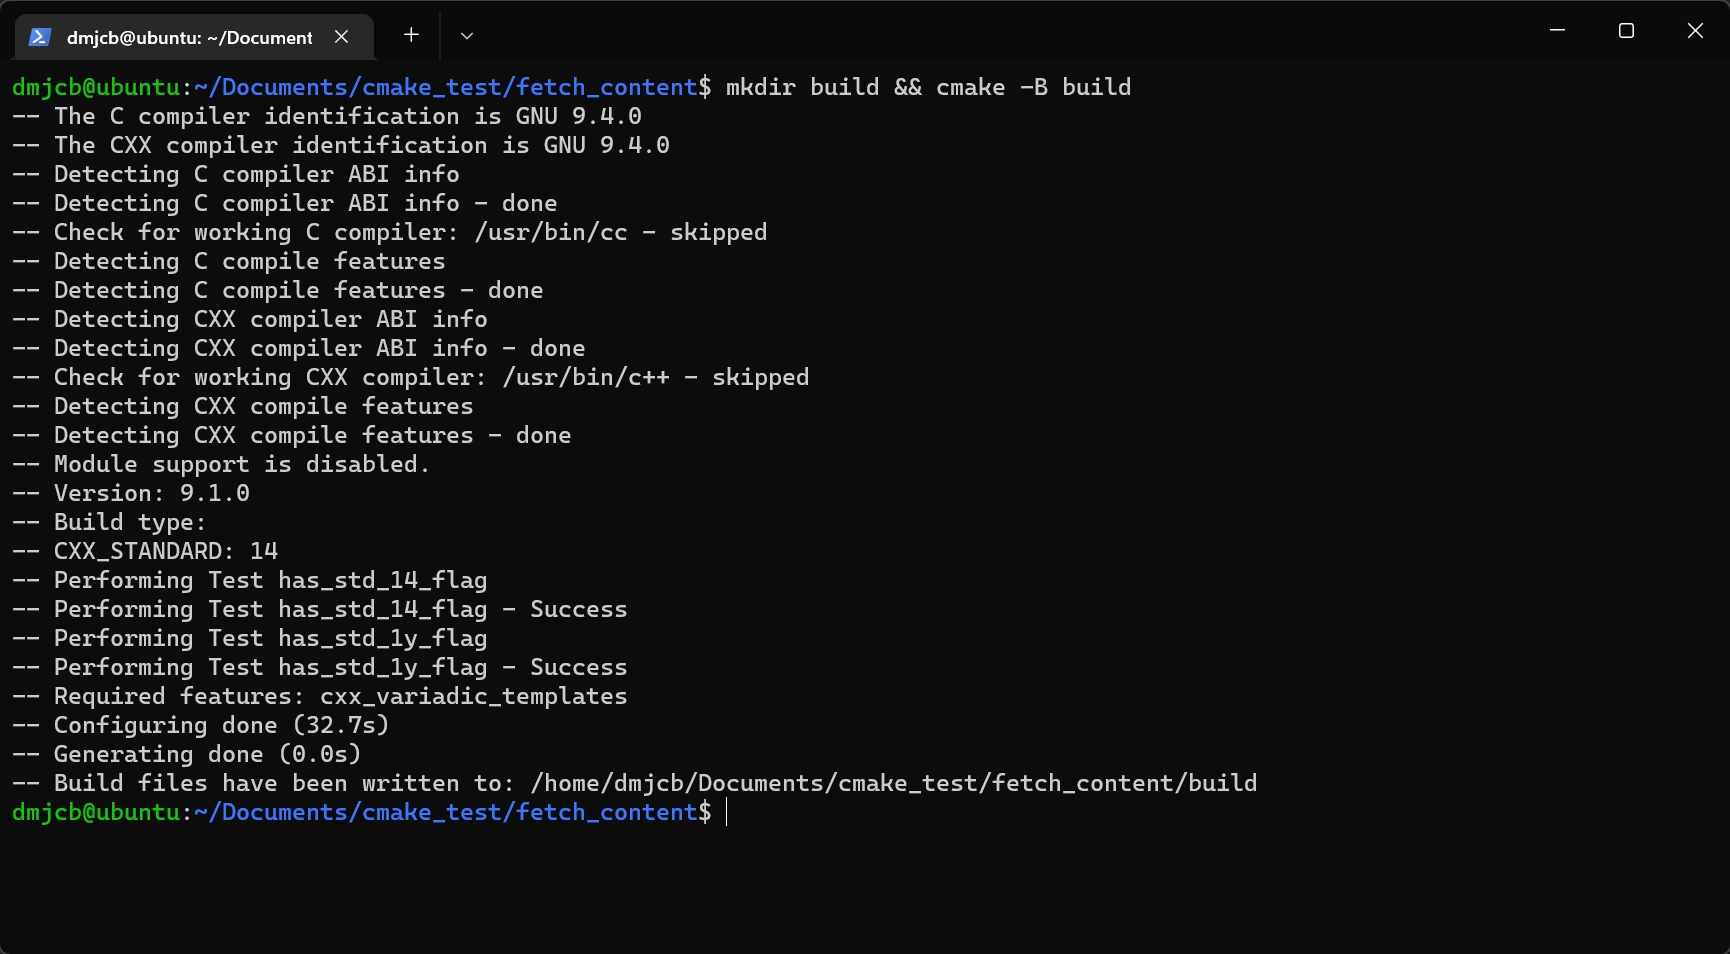 dmjcb@ubuntu: ~/Document
dmjcb@ubuntu:~/Documents/cmake_test/fetch_content$ mkdir build && cmake -B build
-- The C compiler identification is GNU 9.4.0
-- The CXX compiler identification is GNU 9.4.0
-- Detecting C compiler ABI info
-- Detecting C compiler ABI info - done
-- Check for working C compiler: /usr/bin/cc - skipped
-- Detecting C compile features
-- Detecting C compile features - done
-- Detecting CXX compiler ABI info
-- Detecting CXX compiler ABI info - done
-- Check for working CXX compiler: /usr/bin/c++ - skipped
-- Detecting CXX compile features
-- Detecting CXX compile features - done
-- Module support is disabled.
-- Version: 9.1.0
-- Build type:
-- CXX_STANDARD: 14
-- Performing Test has_std_14_flag
-- Performing Test has_std_14_flag - Success
-- Performing Test has_std_1y_flag
-- Performing Test has_std_1y_flag - Success
-- Required features: cxx_variadic_templates
-- Configuring done (32.7s)
-- Generating done (0.0s)
-- Build files have been written to: /home/dmjcb/Documents/cmake_test/fetch_content/build
dmjcb@ubuntu:~/Documents/cmake_test/fetch_content$